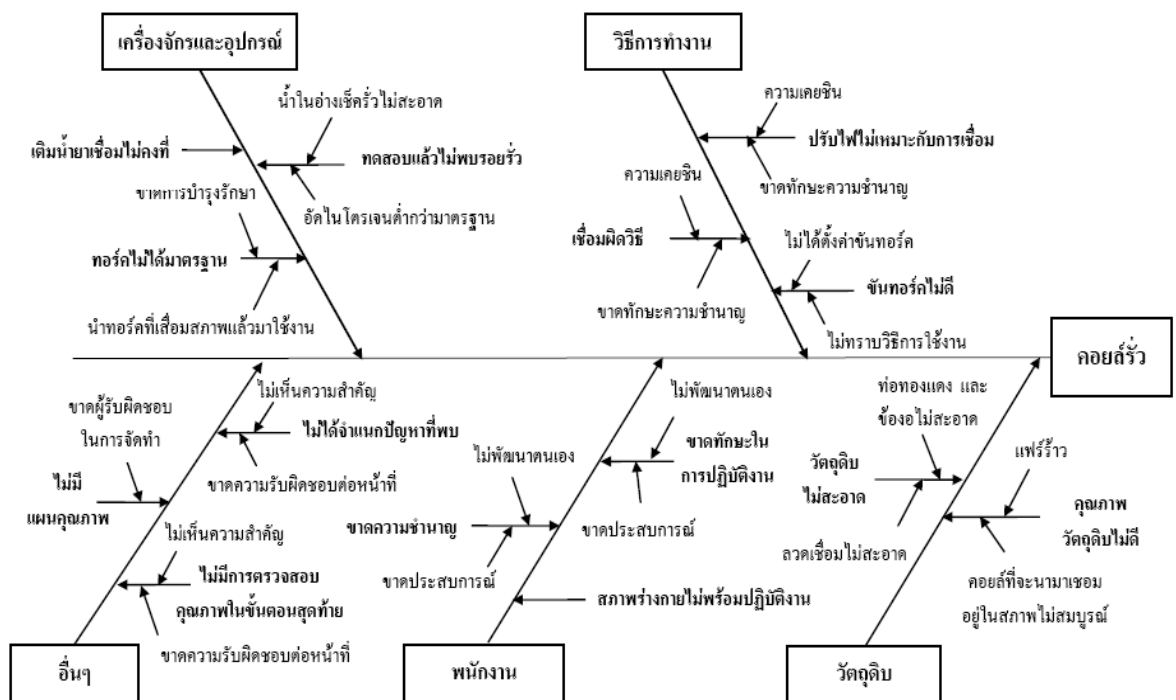 เครื่องจักรและอุปกรณ์
วิธีการทำงาน
น้ำในอ่างเช็ครั่วไม่สะอาด
เติมน้ำยาเชื่อมไม่คงที่
ทดสอบแล้วไม่พบรอยรั่ว
ขาดการบำรุงรักษา
อัดไนโตรเจนต่ำกว่ามาตรฐาน
ทอร์คไม่ได้มาตรฐาน
นำทอร์คที่เสื่อมสภาพแล้วมาใช้งาน
ความเคยชิน
ปรับไฟไม่เหมาะกับการเชื่อม
ความเคยชิน
ขาดทักษะความชำนาญ
เชื่อมผิดวิธี
ไม่ได้ตั้งค่าขันทอร์ค
ขันทอร์คไม่ดี
ขาดทักษะความชำนาญ
ไม่ทราบวิธีการใช้งาน
คอยล์รั่ว
ไม่เห็นความสำคัญ
ขาดผู้รับผิดชอบ
ในการจัดทำ
ไม่ได้จำแนกปัญหาที่พบ
ไม่มี
แผนคุณภาพ
ขาดความรับผิดชอบต่อหน้าที่
ไม่เห็นความสำคัญ
ไม่มีการตรวจสอบ
คุณภาพในขั้นตอนสุดท้าย
ขาดความรับผิดชอบต่อหน้าที่
อื่นๆ
ไม่พัฒนาตนเอง
ขาดทักษะใน
การปฏิบัติงาน
ไม่พัฒนาตนเอง
ขาดความชำนาญ
ขาดประสบการณ์
ขาดประสบการณ์
สภาพร่างกายไม่พร้อมปฏิบัติงาน
พนักงาน
ท่อทองแดง และ
ข้องอไม่สะอาด
วัตถุดิบ
ไม่สะอาด
แฟร์ร้าว
คุณภาพ
วัตถุดิบไม่ดี
ลวดเชื่อมไม่สะอาด
คอยล์ที่จะนามาเชอม
อยู่ในสภาพไม่สมบูรณ์
วัตถุดิบ